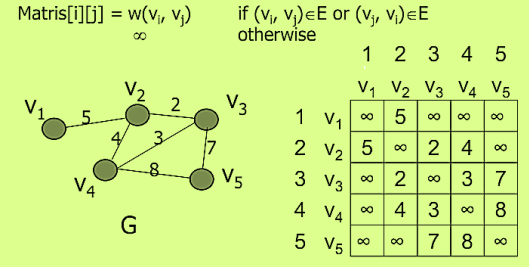 Matris[i][j] = w(vᵢ, vⱼ) if (vᵢ, vⱼ)∈E or (vⱼ, vᵢ)∈E
∞ otherwise
V₁
5
V₂
2
V₃
4
3
7
V₄
8
V₅
G
1 2 3 4 5
V₁ V₂ V₃ V₄ V₅
1 V₁ ∞ 5 ∞ ∞ ∞
2 V₂ 5 ∞ 2 4 ∞
3 V₃ ∞ 2 ∞ 3 7
4 V₄ ∞ 4 3 ∞ 8
5 V₅ ∞ ∞ 7 8 ∞